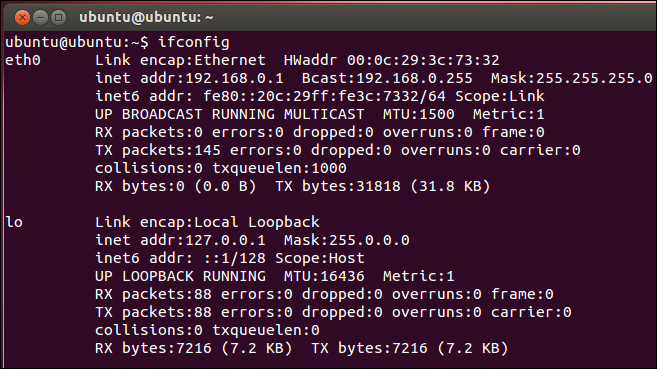 ubuntu@ubuntu: ~
ubuntu@ubuntu:~$ ifconfig
eth0      Link encap:Ethernet  HWaddr 00:0c:29:3c:73:32
          inet addr:192.168.0.1  Bcast:192.168.0.255  Mask:255.255.255.0
          inet6 addr: fe80::20c:29ff:fe3c:7332/64 Scope:Link
          UP BROADCAST RUNNING MULTICAST  MTU:1500  Metric:1
          RX packets:0 errors:0 dropped:0 overruns:0 frame:0
          TX packets:145 errors:0 dropped:0 overruns:0 carrier:0
          collisions:0 txqueuelen:1000
          RX bytes:0 (0.0 B)  TX bytes:31818 (31.8 KB)

lo        Link encap:Local Loopback
          inet addr:127.0.0.1  Mask:255.0.0.0
          inet6 addr: ::1/128 Scope:Host
          UP LOOPBACK RUNNING  MTU:16436  Metric:1
          RX packets:88 errors:0 dropped:0 overruns:0 frame:0
          TX packets:88 errors:0 dropped:0 overruns:0 carrier:0
          collisions:0 txqueuelen:0
          RX bytes:7216 (7.2 KB)  TX bytes:7216 (7.2 KB)